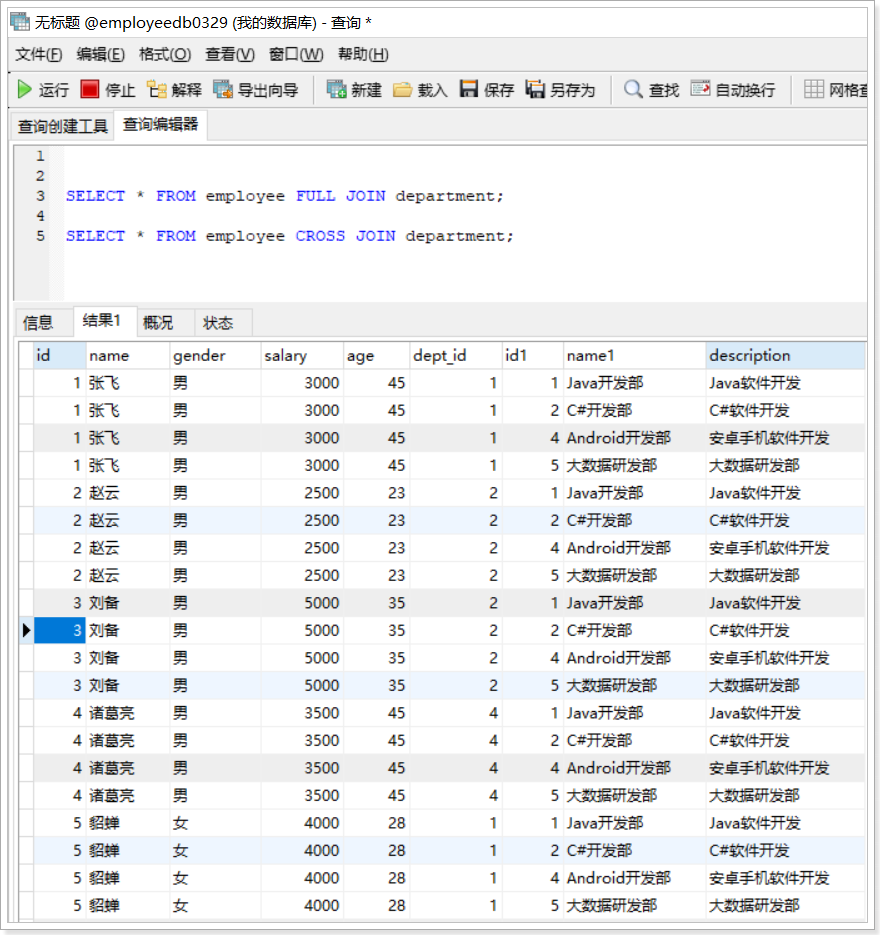 无标题 @employeedb0329 (我的数据库) - 查询 *
文件(F) 编辑(E) 格式(O) 查看(V) 窗口(W) 帮助(H)
运行 停止 解释 导出向导 新建 载入 保存 另存为 查找 自动换行 网格查
查询创建工具 查询编辑器
1
2
3 SELECT * FROM employee FULL JOIN department;
4
5 SELECT * FROM employee CROSS JOIN department;
信息 结果1 概况 状态
id name gender salary age dept_id id1 name1 description
1 张飞 男 3000 45 1 1 Java开发部 Java软件开发
1 张飞 男 3000 45 1 2 C#开发部 C#软件开发
1 张飞 男 3000 45 1 4 Android开发部 安卓手机软件开发
1 张飞 男 3000 45 1 5 大数据研发部 大数据研发部
2 赵云 男 2500 23 2 1 Java开发部 Java软件开发
2 赵云 男 2500 23 2 2 C#开发部 C#软件开发
2 赵云 男 2500 23 2 4 Android开发部 安卓手机软件开发
2 赵云 男 2500 23 2 5 大数据研发部 大数据研发部
3 刘备 男 5000 35 2 1 Java开发部 Java软件开发
3 刘备 男 5000 35 2 2 C#开发部 C#软件开发
3 刘备 男 5000 35 2 4 Android开发部 安卓手机软件开发
3 刘备 男 5000 35 2 5 大数据研发部 大数据研发部
4 诸葛亮 男 3500 45 4 1 Java开发部 Java软件开发
4 诸葛亮 男 3500 45 4 2 C#开发部 C#软件开发
4 诸葛亮 男 3500 45 4 4 Android开发部 安卓手机软件开发
4 诸葛亮 男 3500 45 4 5 大数据研发部 大数据研发部
5 貂蝉 女 4000 28 1 1 Java开发部 Java软件开发
5 貂蝉 女 4000 28 1 2 C#开发部 C#软件开发
5 貂蝉 女 4000 28 1 4 Android开发部 安卓手机软件开发
5 貂蝉 女 4000 28 1 5 大数据研发部 大数据研发部